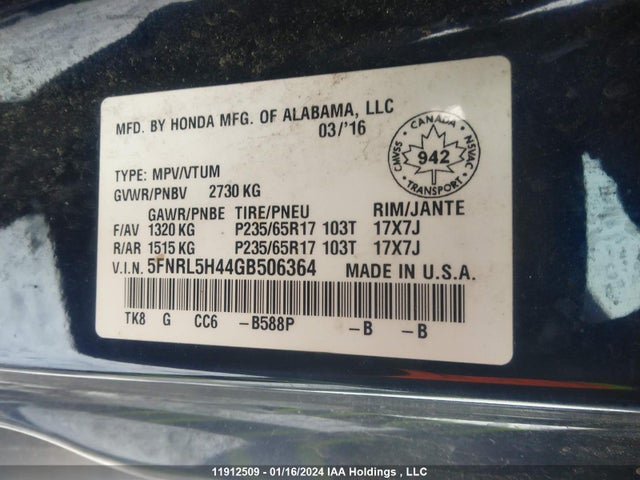 MFD. BY HONDA MFG. OF ALABAMA, LLC
03/'16
CANADA
CMVSS 942 NSVAC
TRANSPORT
TYPE: MPV/VTUM
GVWR/PNBV 2730 KG
GAWR/PNBE TIRE/PNEU RIM/JANTE
F/AV 1320 KG P235/65R17 103T 17X7J
R/AR 1515 KG P235/65R17 103T 17X7J
V.I.N. 5FNRL5H44GB506364 MADE IN U.S.A.
TK8 G CC6 -B588P -B -B
11912509 - 01/16/2024 IAA Holdings , LLC